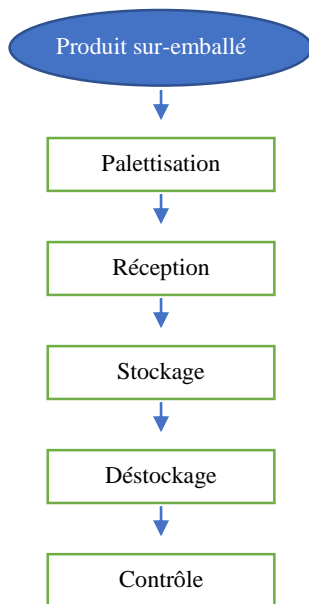 Produit sur-emballé
Palettisation
Réception
Stockage
Déstockage
Contrôle